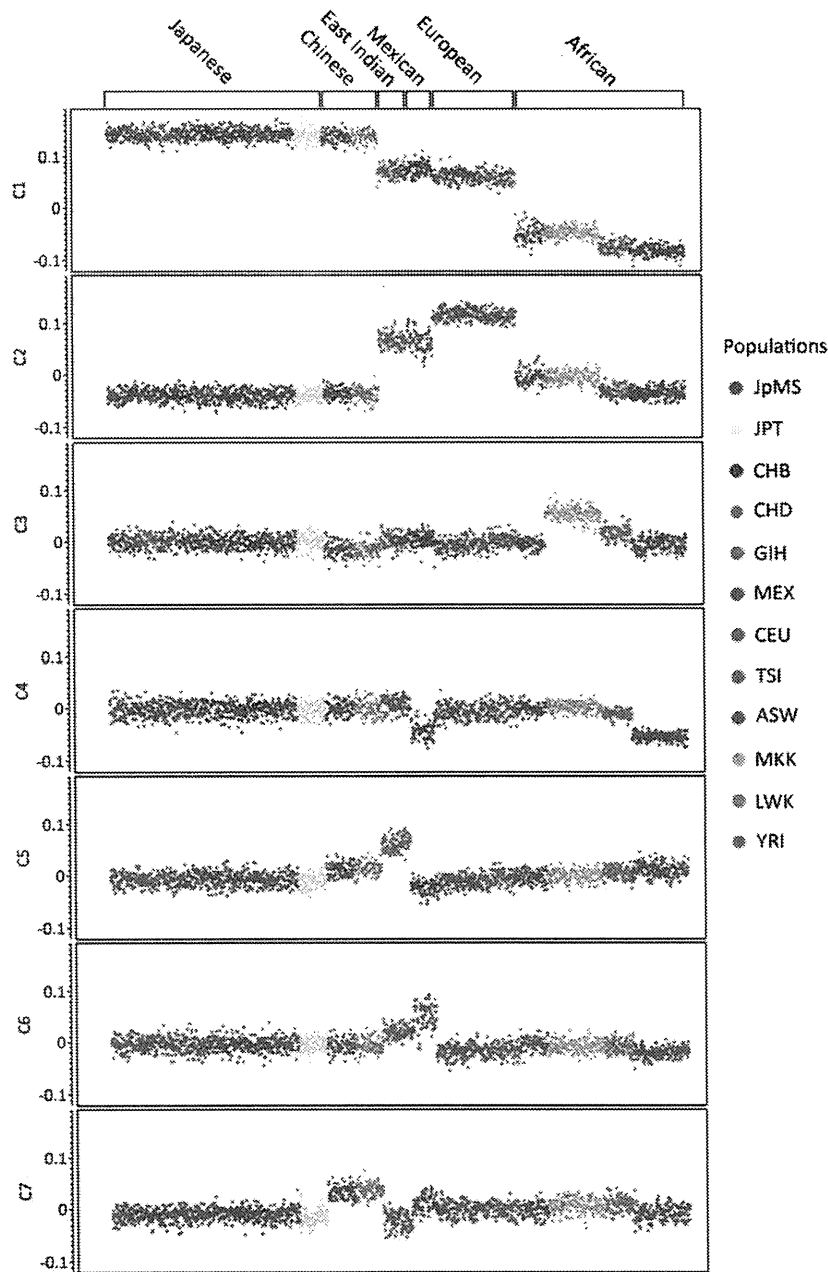 Japanese
Chinese
East Indian
Mexican
European
African
C1
0.1
0
-0.1
C2
0.1
0
-0.1
C3
0.1
0
-0.1
C4
0.1
0
-0.1
C5
0.1
0
-0.1
C6
0.1
0
-0.1
C7
0.1
0
-0.1
Populations
JpMS
JPT
CHB
CHD
GIH
MEX
CEU
TSI
ASW
MKK
LWK
YRI